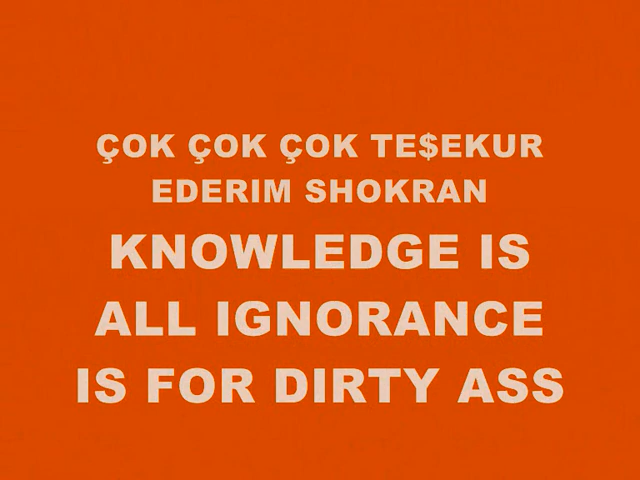 ÇOK ÇOK ÇOK TE$EKUR
EDERIM SHOKRAN
KNOWLEDGE IS
ALL IGNORANCE
IS FOR DIRTY ASS